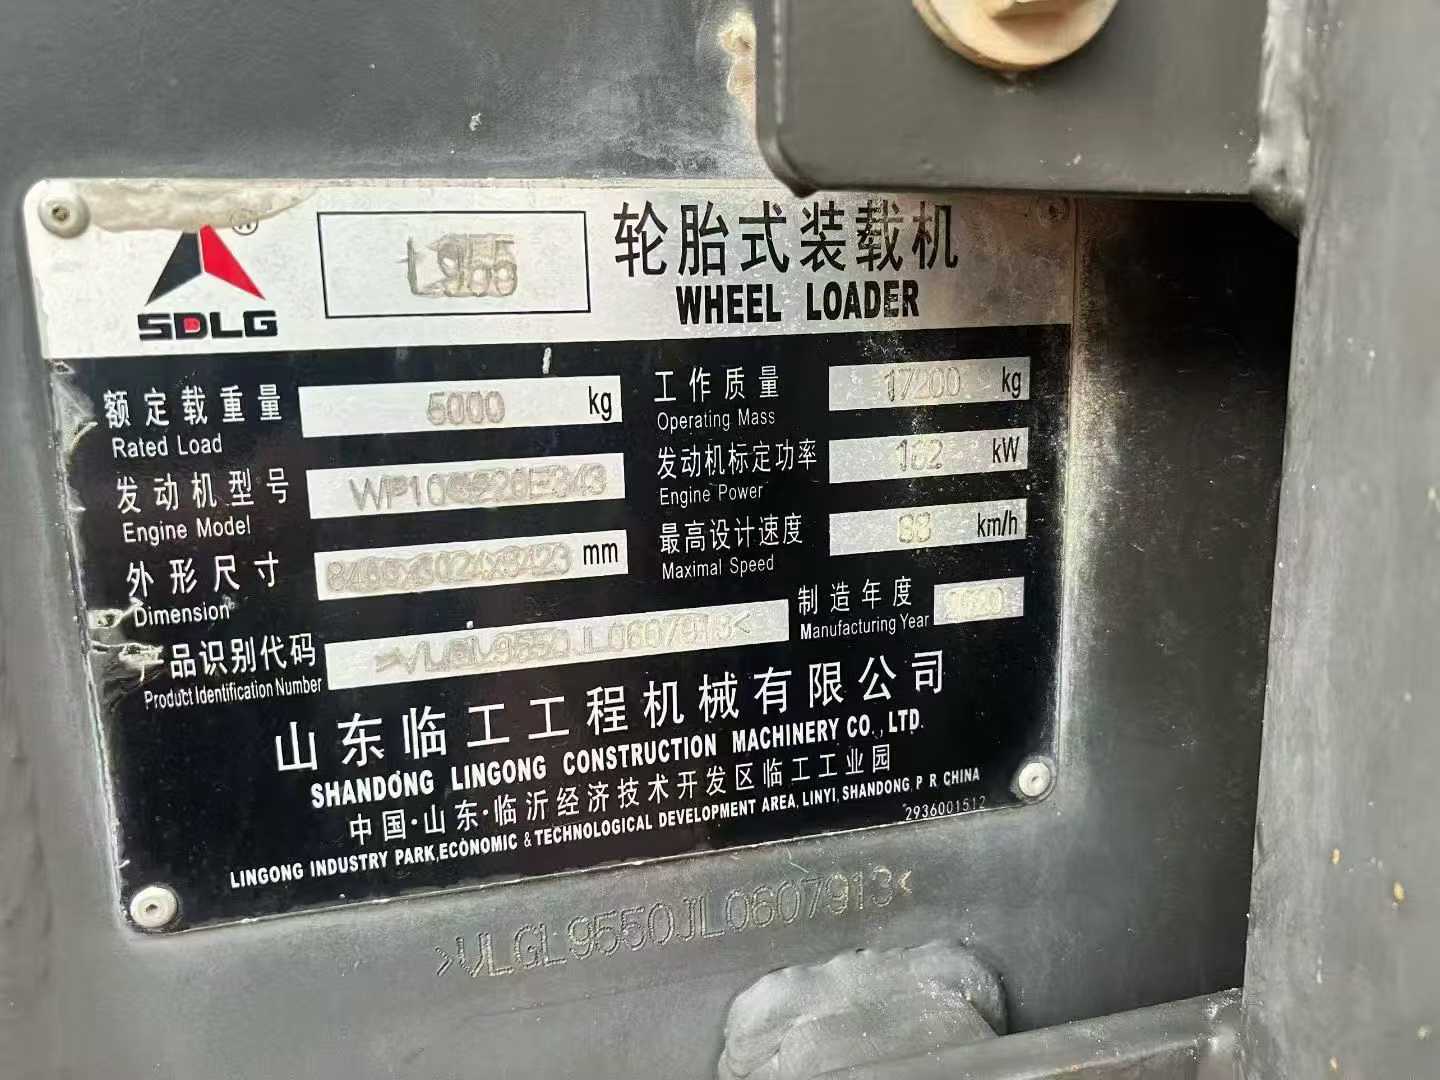 ®
SDLG
L955
轮胎式装载机
WHEEL LOADER
额定载重量 5000 kg
Rated Load
工作质量 17200 kg
Operating Mass
发动机型号
Engine Model
发动机标定功率 162 kW
Engine Power
外形尺寸 mm
Dimension
最高设计速度 km/h
Maximal Speed
产品识别代码 >VLGL9550JL0607913<
Product Identification Number
制造年度 2020
Manufacturing Year
山东临工工程机械有限公司
SHANDONG LINGONG CONSTRUCTION MACHINERY CO., LTD.
中国·山东·临沂经济技术开发区临工工业园
LINGONG INDUSTRY PARK,ECONOMIC & TECHNOLOGICAL DEVELOPMENT AREA, LINYI, SHANDONG, P R. CHINA
2936001512
>VLGL9550JL0607913<